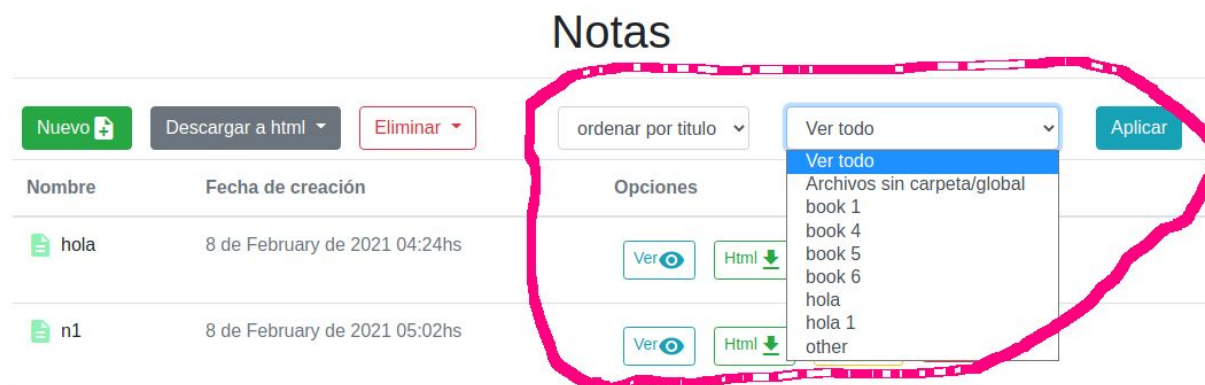 Notas
Nuevo Descargar a html Eliminar ordenar por titulo Ver todo Aplicar
Ver todo
Nombre Fecha de creación Opciones Archivos sin carpeta/global
book 1
book 4
hola 8 de February de 2021 04:24hs Ver Html book 5
book 6
hola
hola 1
n1 8 de February de 2021 05:02hs Ver Html other